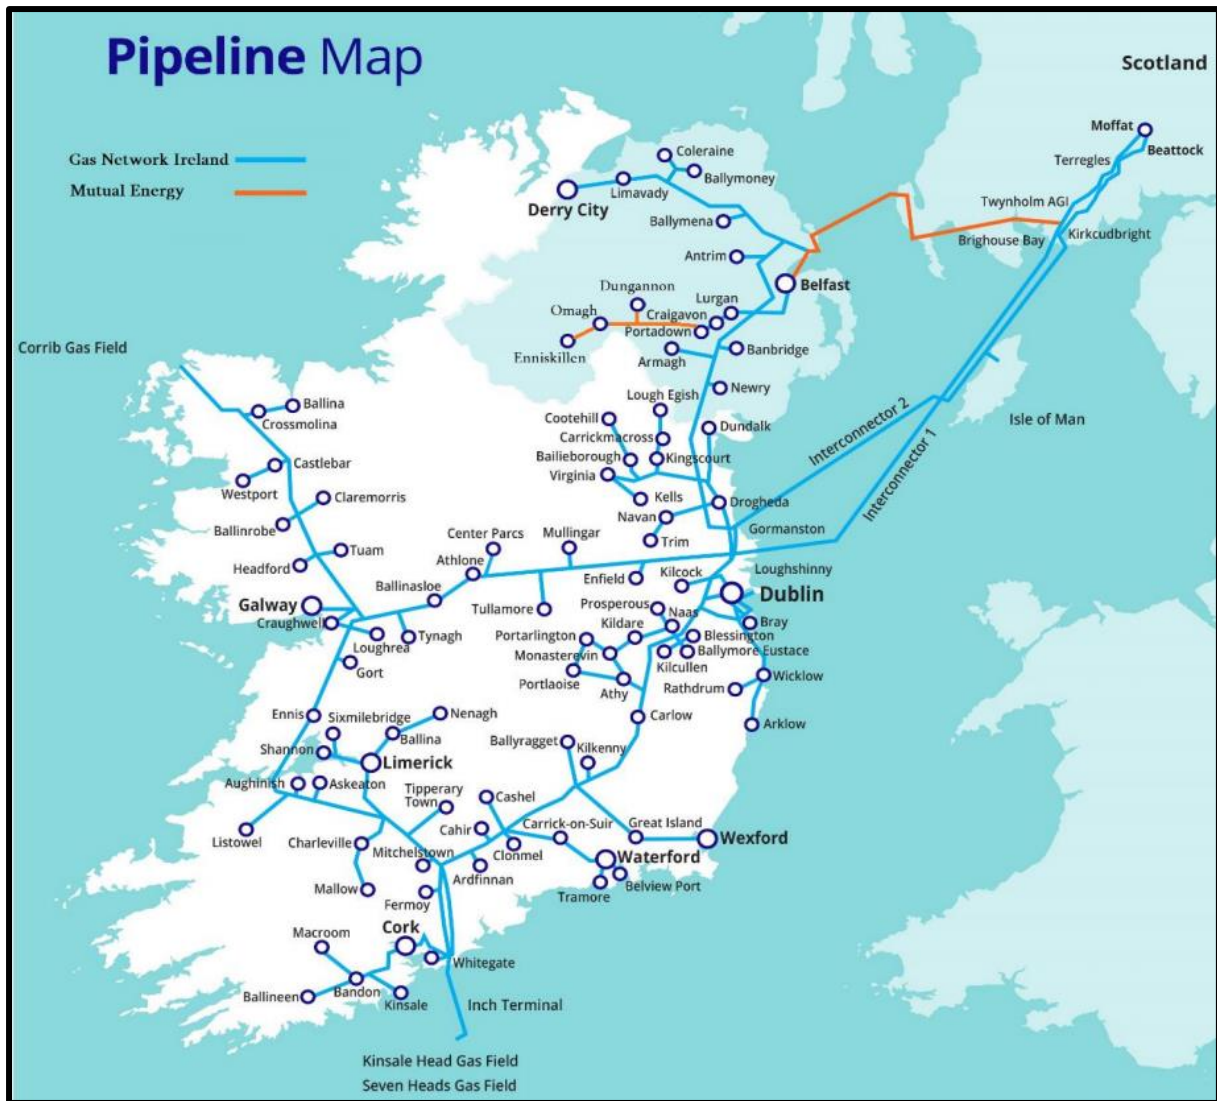 Pipeline Map
Scotland
Gas Network Ireland
Mutual Energy
Moffat
Beattock
Terregles
Twynholm AGI
Kirkcudbright
Brighouse Bay
Coleraine
Ballymoney
Limavady
Derry City
Ballymena
Antrim
Belfast
Dungannon
Lurgan
Omagh
Craigavon
Portadown
Enniskillen
Armagh
Banbridge
Newry
Corrib Gas Field
Ballina
Crossmolina
Lough Egish
Cootehill
Dundalk
Carrickmacross
Bailieborough
Kingscourt
Virginia
Kells
Drogheda
Navan
Trim
Gormanston
Interconnector 2
Interconnector 1
Isle of Man
Castlebar
Westport
Claremorris
Ballinrobe
Tuam
Headford
Center Parcs
Mullingar
Athlone
Ballinasloe
Enfield
Kilcock
Loughshinny
Dublin
Galway
Craughwell
Tullamore
Prosperous
Naas
Bray
Loughrea
Tynagh
Portarlington
Kildare
Blessington
Monasterevin
Ballymore Eustace
Kilcullen
Gort
Portlaoise
Athy
Rathdrum
Wicklow
Ennis
Sixmilebridge
Nenagh
Carlow
Arklow
Shannon
Ballina
Ballyragget
Kilkenny
Limerick
Aughinish
Askeaton
Tipperary
Town
Cashel
Listowel
Charleville
Cahir
Carrick-on-Suir
Great Island
Wexford
Mitchelstown
Clonmel
Waterford
Ardfinnan
Mallow
Belview Port
Tramore
Fermoy
Cork
Macroom
Whitegate
Ballineen
Bandon
Kinsale
Inch Terminal
Kinsale Head Gas Field
Seven Heads Gas Field